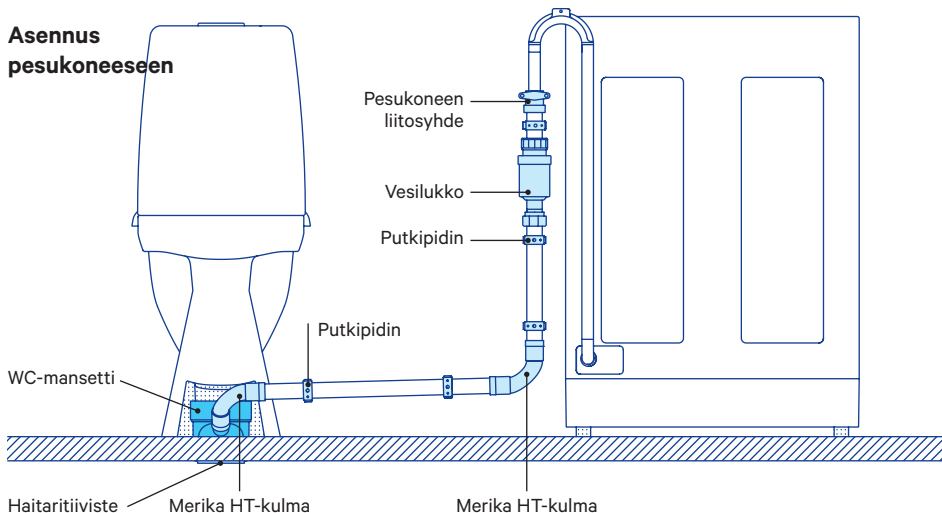 Asennus
pesukoneeseen
Pesukoneen
liitosyhde
Vesilukko
Putkipidin
Putkipidin
WC-mansetti
Haitaritiiviste
Merika HT-kulma
Merika HT-kulma